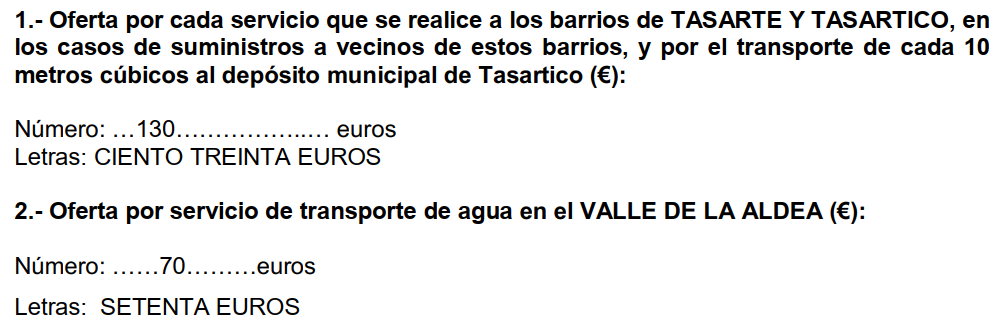 1.- Oferta por cada servicio que se realice a los barrios de TASARTE Y TASARTICO, en
los casos de suministros a vecinos de estos barrios, y por el transporte de cada 10
metros cúbicos al depósito municipal de Tasartico (€):
Número: …130……………..… euros
Letras: CIENTO TREINTA EUROS
2.- Oferta por servicio de transporte de agua en el VALLE DE LA ALDEA (€):
Número: ……70………euros
Letras:  SETENTA EUROS